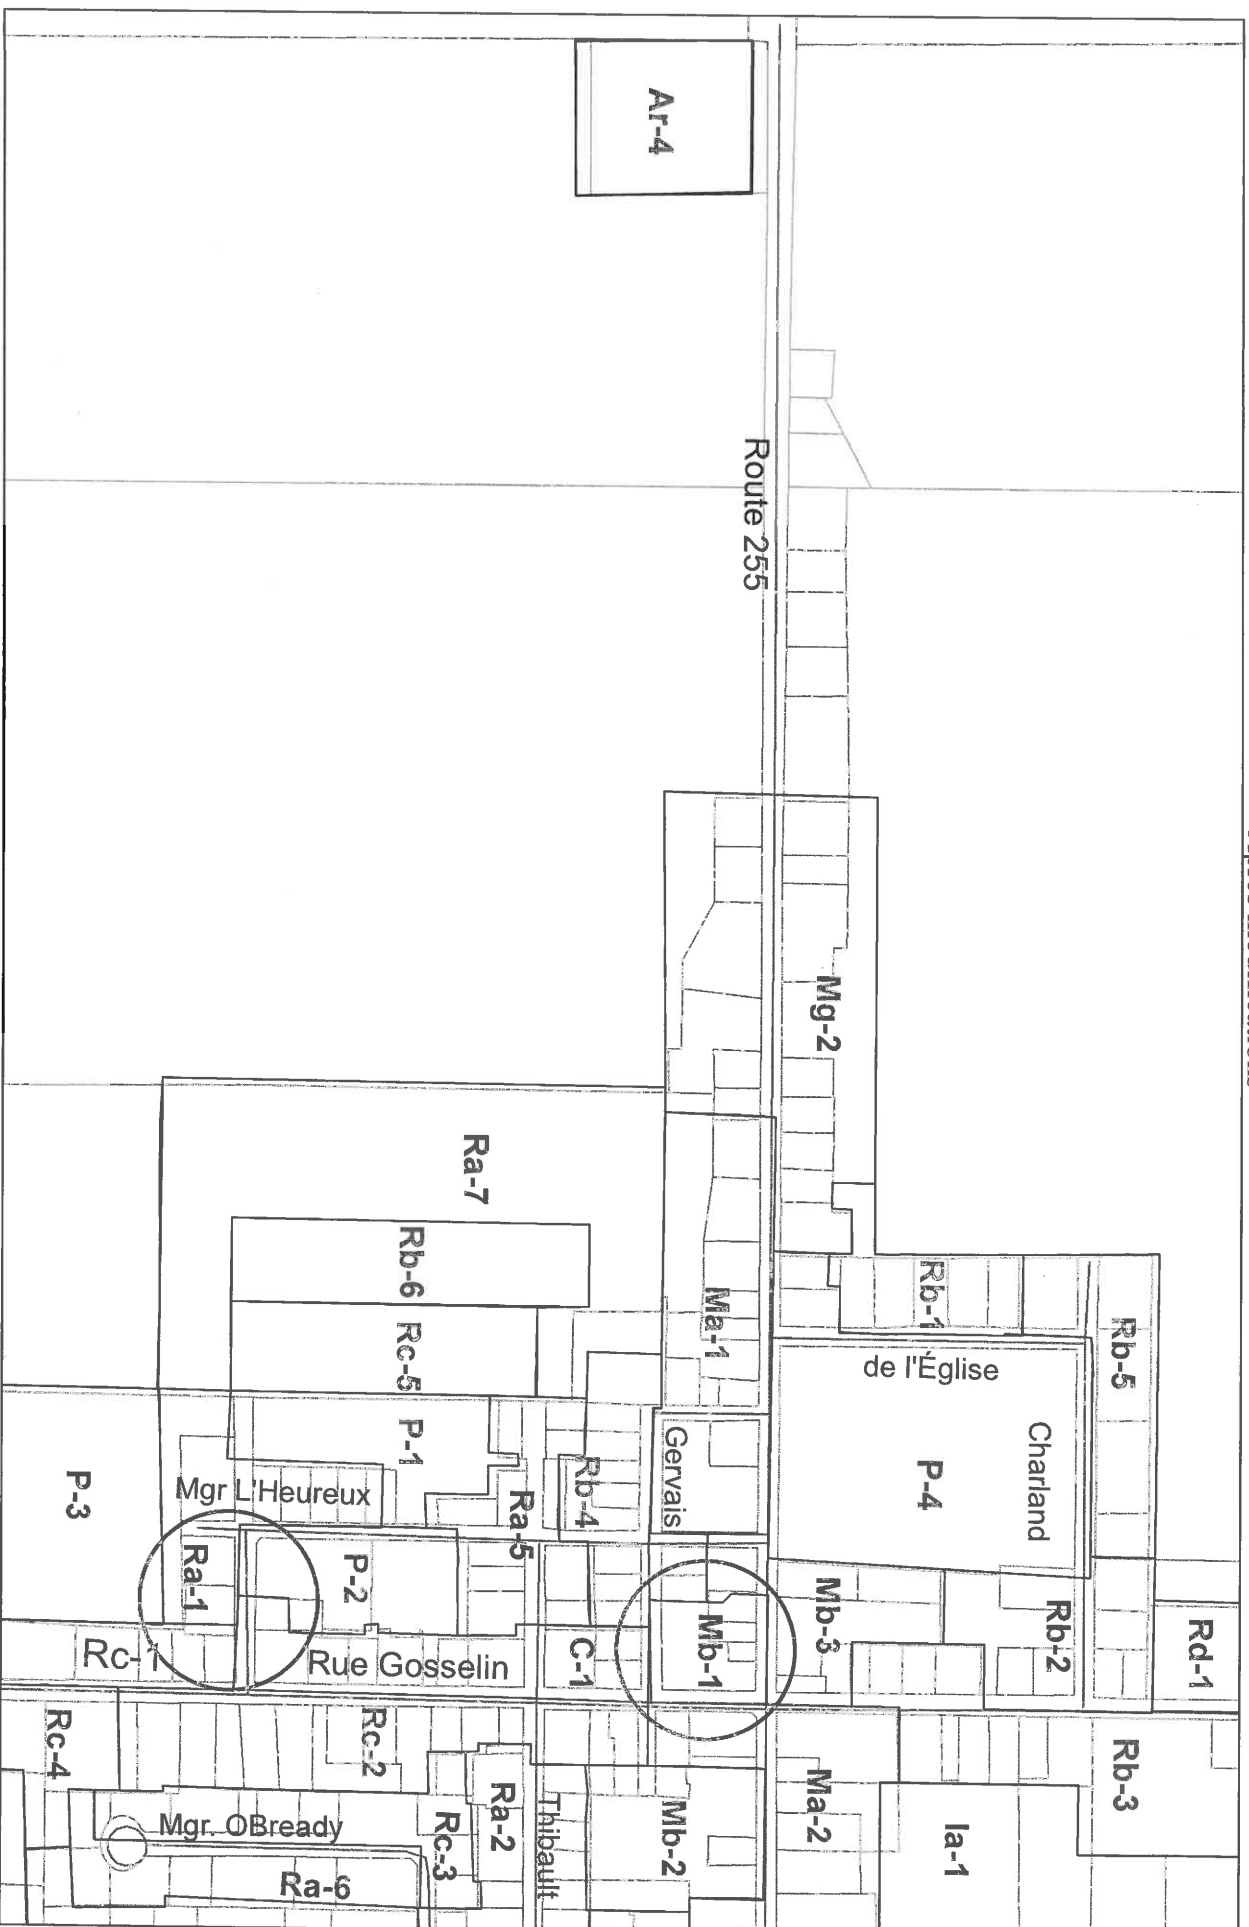 Ar-4
Route 255
Mg-2
Ra-7
Rb-6
Rc-5
Ma-1
Rb-1
Rb-5
de l'Église
Charland
P-4
P-1
P-3
Mgr L'Heureux
Rb-4
Ra-5
Gervais
Ra-1
P-2
Mb-1
Mb-3
Rb-2
Rd-1
Rc-1
Rue Gosselin
C-1
Rc-4
Rc-2
Ra-2
Rc-3
Mgr. OBready
Ra-6
Thibault
Mb-2
Ma-2
Ia-1
Rb-3